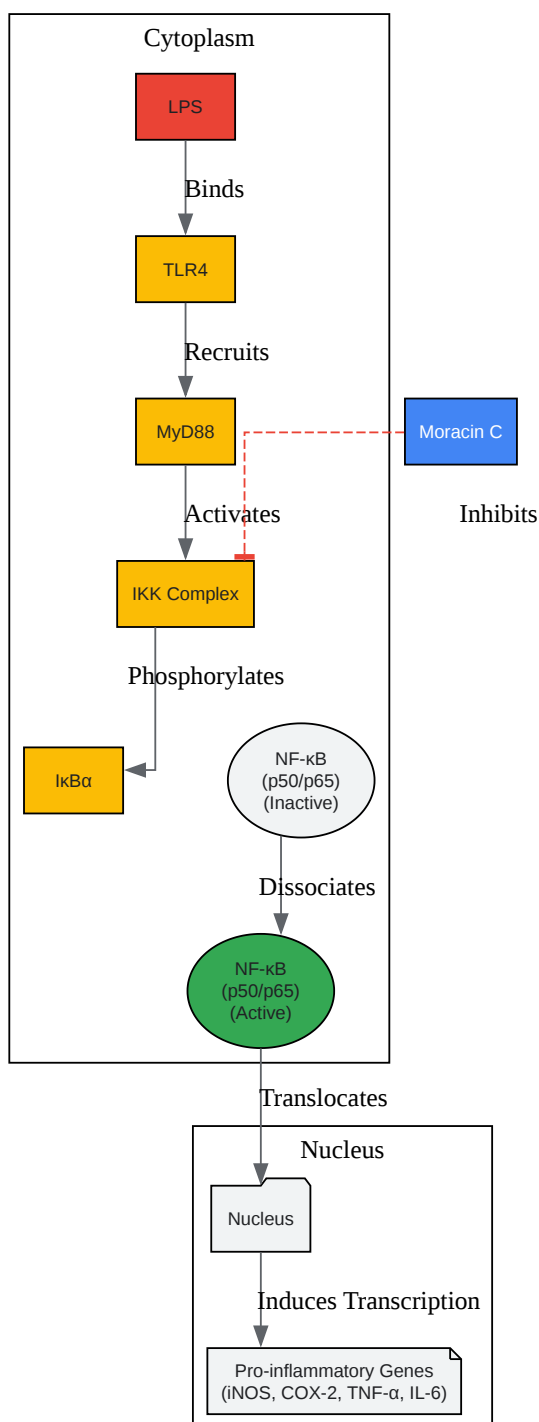 Cytoplasm
LPS
Binds
TLR4
Recruits
MyD88
Moracin C
Activates
Inhibits
IKK Complex
Phosphorylates
IκBα
NF-κB
(p50/p65)
(Inactive)
Dissociates
NF-κB
(p50/p65)
(Active)
Translocates
Nucleus
Nucleus
Induces Transcription
Pro-inflammatory Genes
(iNOS, COX-2, TNF-α, IL-6)